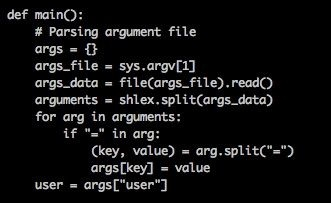 def main():
    # Parsing argument file
    args = {}
    args_file = sys.argv[1]
    args_data = file(args_file).read()
    arguments = shlex.split(args_data)
    for arg in arguments:
        if "=" in arg:
            (key, value) = arg.split("=")
            args[key] = value
    user = args["user"]